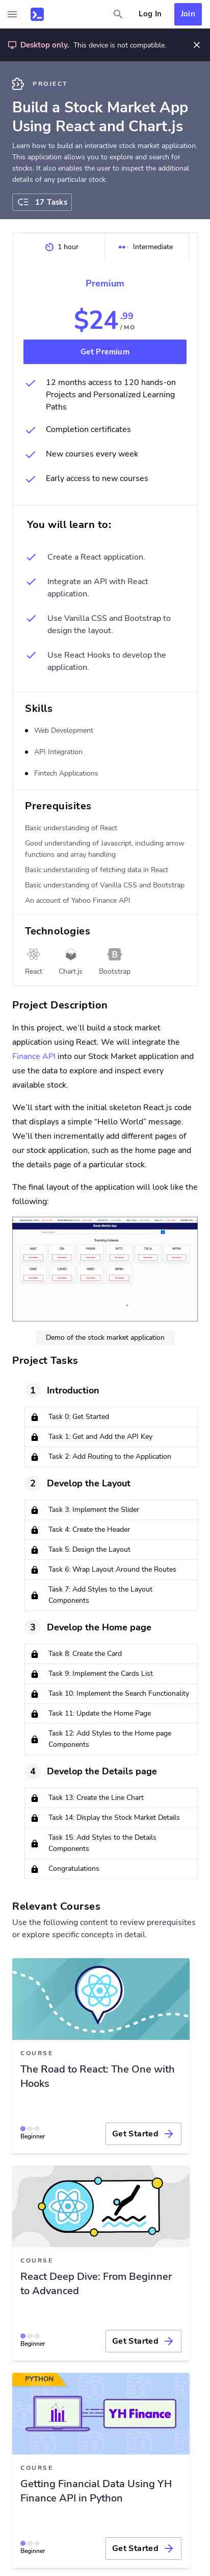 Log In
Join
Desktop only. This device is not compatible.
PROJECT
Build a Stock Market App
Using React and Chart.js
Learn how to build an interactive stock market application.
This application allows you to explore and search for
stocks. It also enables the user to inspect the additional
details of any particular stock.
17 Tasks
1 hour
Intermediate
Premium
$24.99
/MO
Get Premium
12 months access to 120 hands-on
Projects and Personalized Learning
Paths
Completion certificates
New courses every week
Early access to new courses
You will learn to:
Create a React application.
Integrate an API with React
application.
Use Vanilla CSS and Bootstrap to
design the layout.
Use React Hooks to develop the
application.
Skills
Web Development
API Integration
Fintech Applications
Prerequisites
Basic understanding of React
Good understanding of Javascript, including arrow
functions and array handling
Basic understanding of fetching data in React
Basic understanding of Vanilla CSS and Bootstrap
An account of Yahoo Finance API
Technologies
React
Chart.js
Bootstrap
Project Description
In this project, we'll build a stock market
application using React. We will integrate the
Finance API into our Stock Market application and
use the data to explore and inspect every
available stock.
We'll start with the initial skeleton React.js code
that displays a simple "Hello World" message.
We'll then incrementally add different pages of
our stock application, such as the home page and
the details page of a particular stock.
The final layout of the application will look like the
following:
Stock Market App
Trending Indexes
Demo of the stock market application
Project Tasks
1 Introduction
Task 0: Get Started
Task 1: Get and Add the API Key
Task 2: Add Routing to the Application
2 Develop the Layout
Task 3: Implement the Slider
Task 4: Create the Header
Task 5: Design the Layout
Task 6: Wrap Layout Around the Routes
Task 7: Add Styles to the Layout
Components
3 Develop the Home page
Task 8: Create the Card
Task 9: Implement the Cards List
Task 10: Implement the Search Functionality
Task 11: Update the Home Page
Task 12: Add Styles to the Home page
Components
4 Develop the Details page
Task 13: Create the Line Chart
Task 14: Display the Stock Market Details
Task 15: Add Styles to the Details
Components
Congratulations
Relevant Courses
Use the following content to review prerequisites
or explore specific concepts in detail.
COURSE
The Road to React: The One with
Hooks
Beginner
Get Started
COURSE
React Deep Dive: From Beginner
to Advanced
Beginner
Get Started
PYTHON
YH Finance
COURSE
Getting Financial Data Using YH
Finance API in Python
Beginner
Get Started